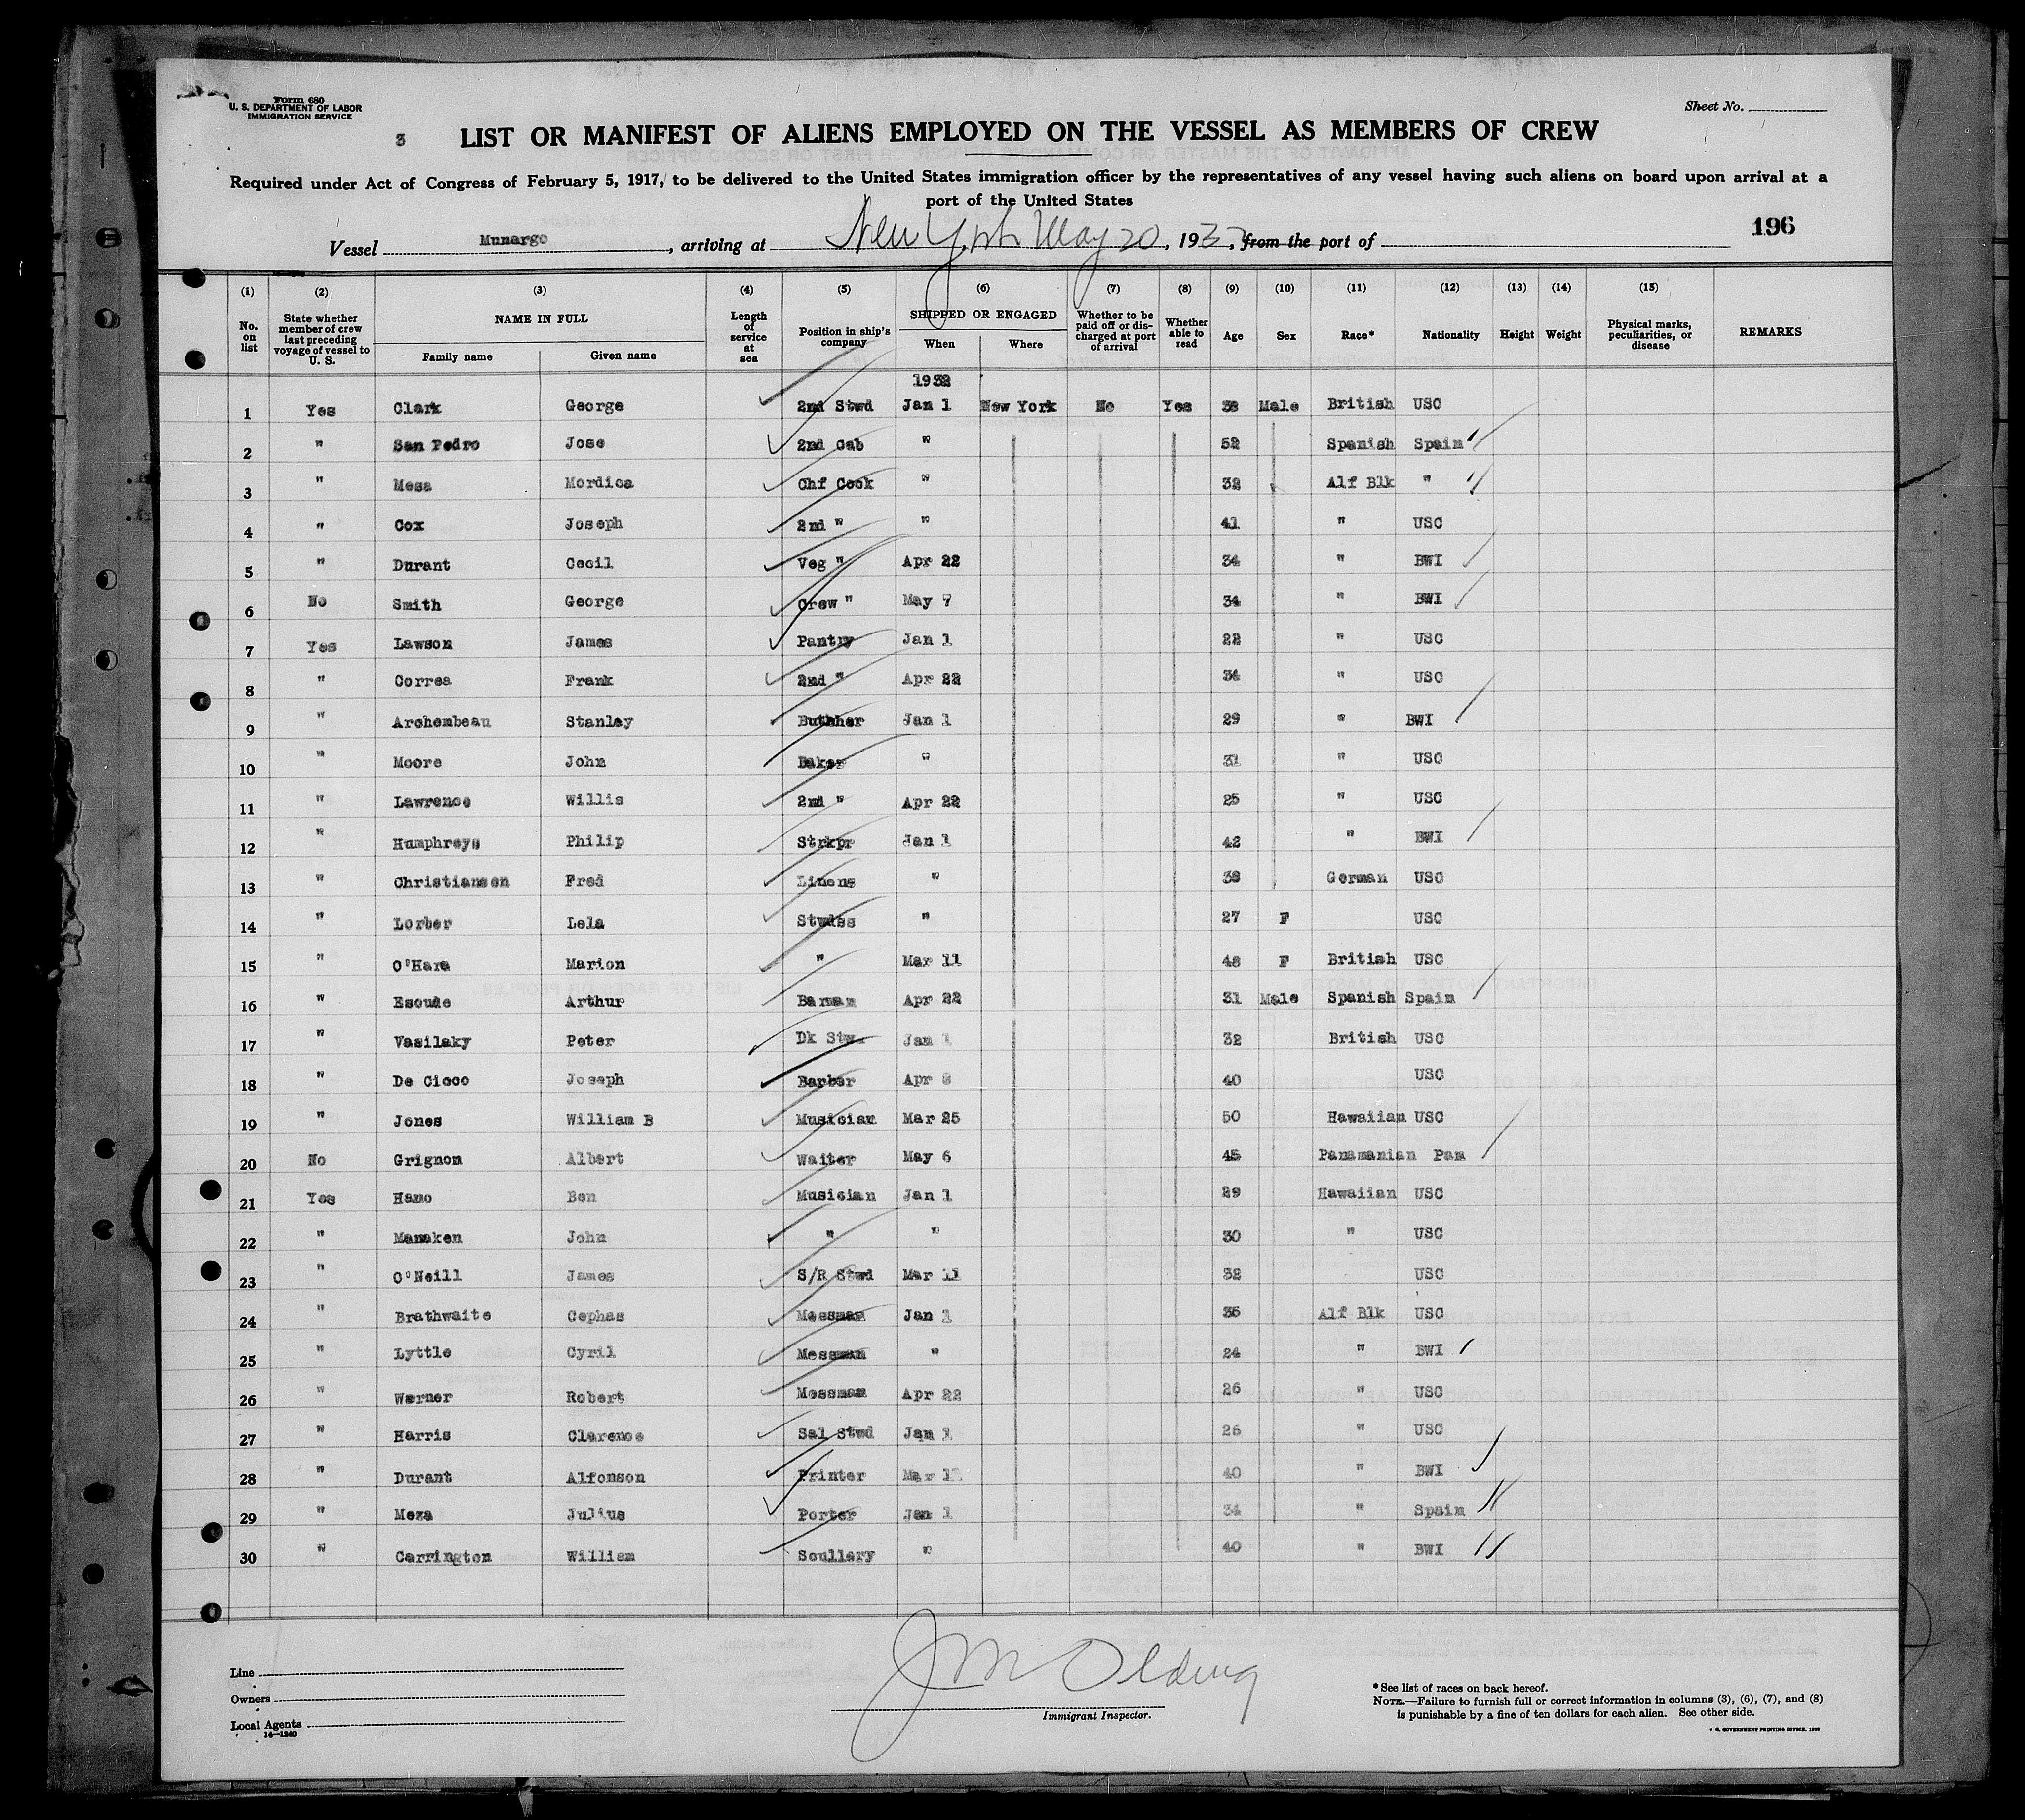 Form 680
U. S. DEPARTMENT OF LABOR
IMMIGRATION SERVICE
Sheet No.
3 LIST OR MANIFEST OF ALIENS EMPLOYED ON THE VESSEL AS MEMBERS OF CREW
Required under Act of Congress of February 5, 1917, to be delivered to the United States immigration officer by the representatives of any vessel having such aliens on board upon arrival at a
port of the United States
196
Vessel Munargo, arriving at New York May 20, 1932, from the port of
(1) (2) (3) (4) (5) (6) (7) (8) (9) (10) (11) (12) (13) (14) (15)
No. on list State whether member of crew last preceding voyage of vessel to U. S. NAME IN FULL Family name Given name Length of service at sea Position in ship's company SHIPPED OR ENGAGED When Where Whether to be paid off or discharged at port of arrival Whether able to read Age Sex Race* Nationality Height Weight Physical marks, peculiarities, or disease REMARKS
1932
1 Yes Clark George 2nd Stwd Jan 1 New York No Yes 38 Male British USC
2 " San Pedro Jose 2nd Cab " 52 Spanish Spain
3 " Mesa Mordica Chf Cook " 32 Alf Blk "
4 " Cox Joseph 2nd " " 41 " USC
5 " Durant Cecil Veg " Apr 22 34 " BWI
6 No Smith George Crew " May 7 34 " BWI
7 Yes Lawson James Pantry Jan 1 22 " USC
8 " Correa Frank 2nd " Apr 22 34 " USC
9 " Archembeau Stanley Buthher Jan 1 29 " BWI
10 " Moore John Baker " 31 " USC
11 " Lawrence Willis 2nd " Apr 22 25 " USC
12 " Humphreys Philip Strkpr Jan 1 42 " BWI
13 " Christiansen Fred Linens " 38 German USC
14 " Lorber Lela Stwdss " 27 F USC
15 " O'Hara Marion " Mar 11 48 F British USC
16 " Escude Arthur Barman Apr 22 31 Male Spanish Spain
17 " Vasilaky Peter Dk Stwd Jan 1 32 British USC
18 " De Cicco Joseph Barber Apr 8 40 USC
19 " Jones William B Musician Mar 25 50 Hawaiian USC
20 No Grignon Albert Waiter May 6 45 Panamanian Pam
21 Yes Hano Ben Musician Jan 1 29 Hawaiian USC
22 " Manaken John " " 30 " USC
23 " O'Neill James S/R Stwd Mar 11 32 USC
24 " Brathwaite Cephas Messman Jan 1 36 Alf Blk USC
25 " Lyttle Cyril Messman " 24 " BWI
26 " Warner Robert Messman Apr 22 26 " USC
27 " Harris Clarence Sal Stwd Jan 1 26 " USC
28 " Durant Alfonson Printer Mar 11 40 " BWI
29 " Meza Julius Porter Jan 1 34 " Spain
30 " Carrington William Scullery " 40 " BWI
Line
Owners
Local Agents
14—1240
J M Olding
Immigrant Inspector.
*See list of races on back hereof.
NOTE.—Failure to furnish full or correct information in columns (3), (6), (7), and (8)
is punishable by a fine of ten dollars for each alien. See other side.
GOVERNMENT PRINTING OFFICE